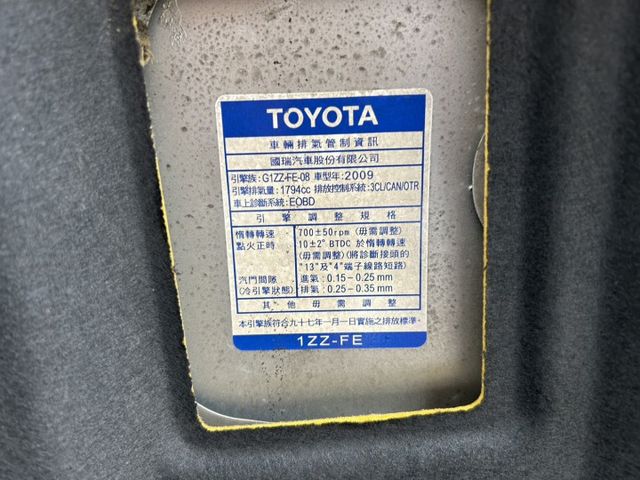 TOYOTA
車輛排氣管制資訊
國瑞汽車股份有限公司
引擎族:G1ZZ-FE-08 車型年:2009
引擎排氣量:1794cc 排放控制系統:3CL/CAN/OTR
車上診斷系統:EOBD
引擎調整規格
惰轉轉速:700±50rpm (毋需調整)
點火正時:10±2° BTDC 於惰轉轉速
(毋需調整)(將診斷接頭的
"13"及"4"端子線路短路)
汽門間隙:進氣:0.15-0.25 mm
(冷引擎狀態):排氣:0.25-0.35 mm
其他毋需調整
本引擎族符合九十七年一月一日實施之排放標準。
1ZZ-FE